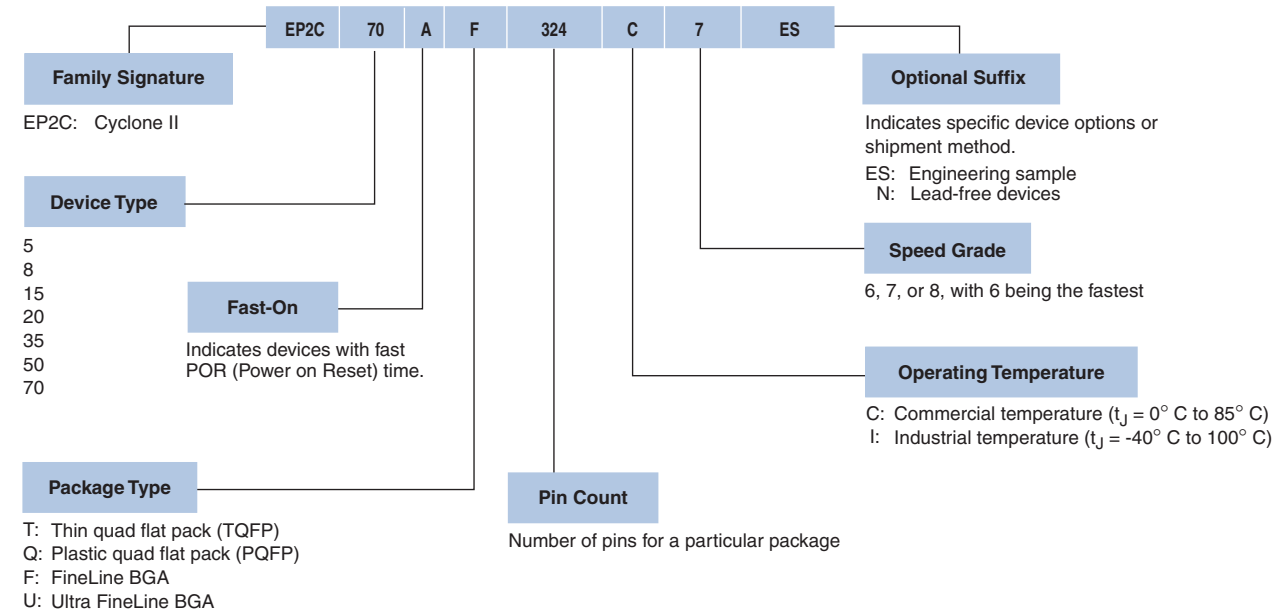 EP2C 70 A F 324 C 7 ES
Family Signature
EP2C: Cyclone II
Optional Suffix
Indicates specific device options or
shipment method.
ES: Engineering sample
N: Lead-free devices
Device Type
5
8
15
20
35
50
70
Speed Grade
6, 7, or 8, with 6 being the fastest
Fast-On
Indicates devices with fast
POR (Power on Reset) time.
Operating Temperature
C: Commercial temperature (tJ = 0° C to 85° C)
I: Industrial temperature (tJ = -40° C to 100° C)
Package Type
T: Thin quad flat pack (TQFP)
Q: Plastic quad flat pack (PQFP)
F: FineLine BGA
U: Ultra FineLine BGA
Pin Count
Number of pins for a particular package